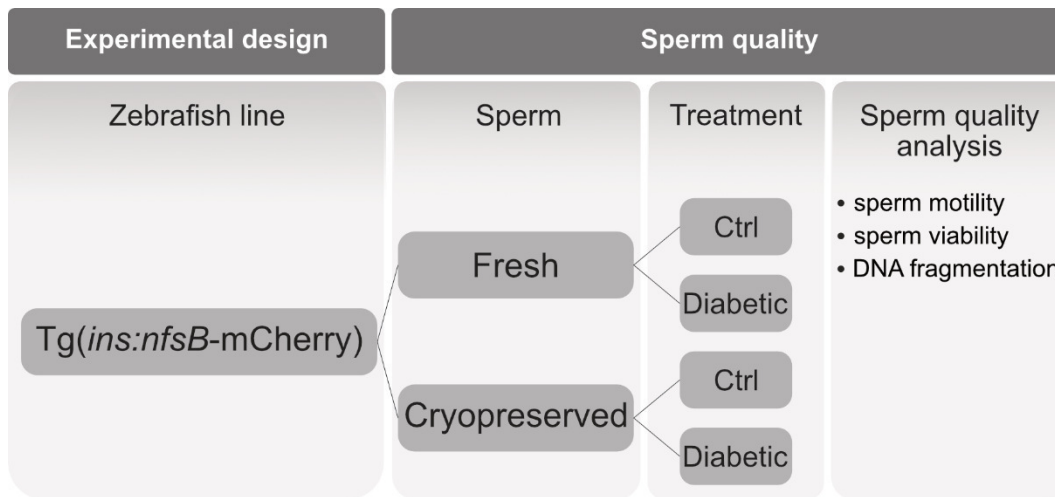 Experimental design
Sperm quality
Zebrafish line
Sperm
Treatment
Sperm quality
analysis
• sperm motility
• sperm viability
• DNA fragmentation
Tg(ins:nfsB-mCherry)
Fresh
Ctrl
Diabetic
Cryopreserved
Ctrl
Diabetic